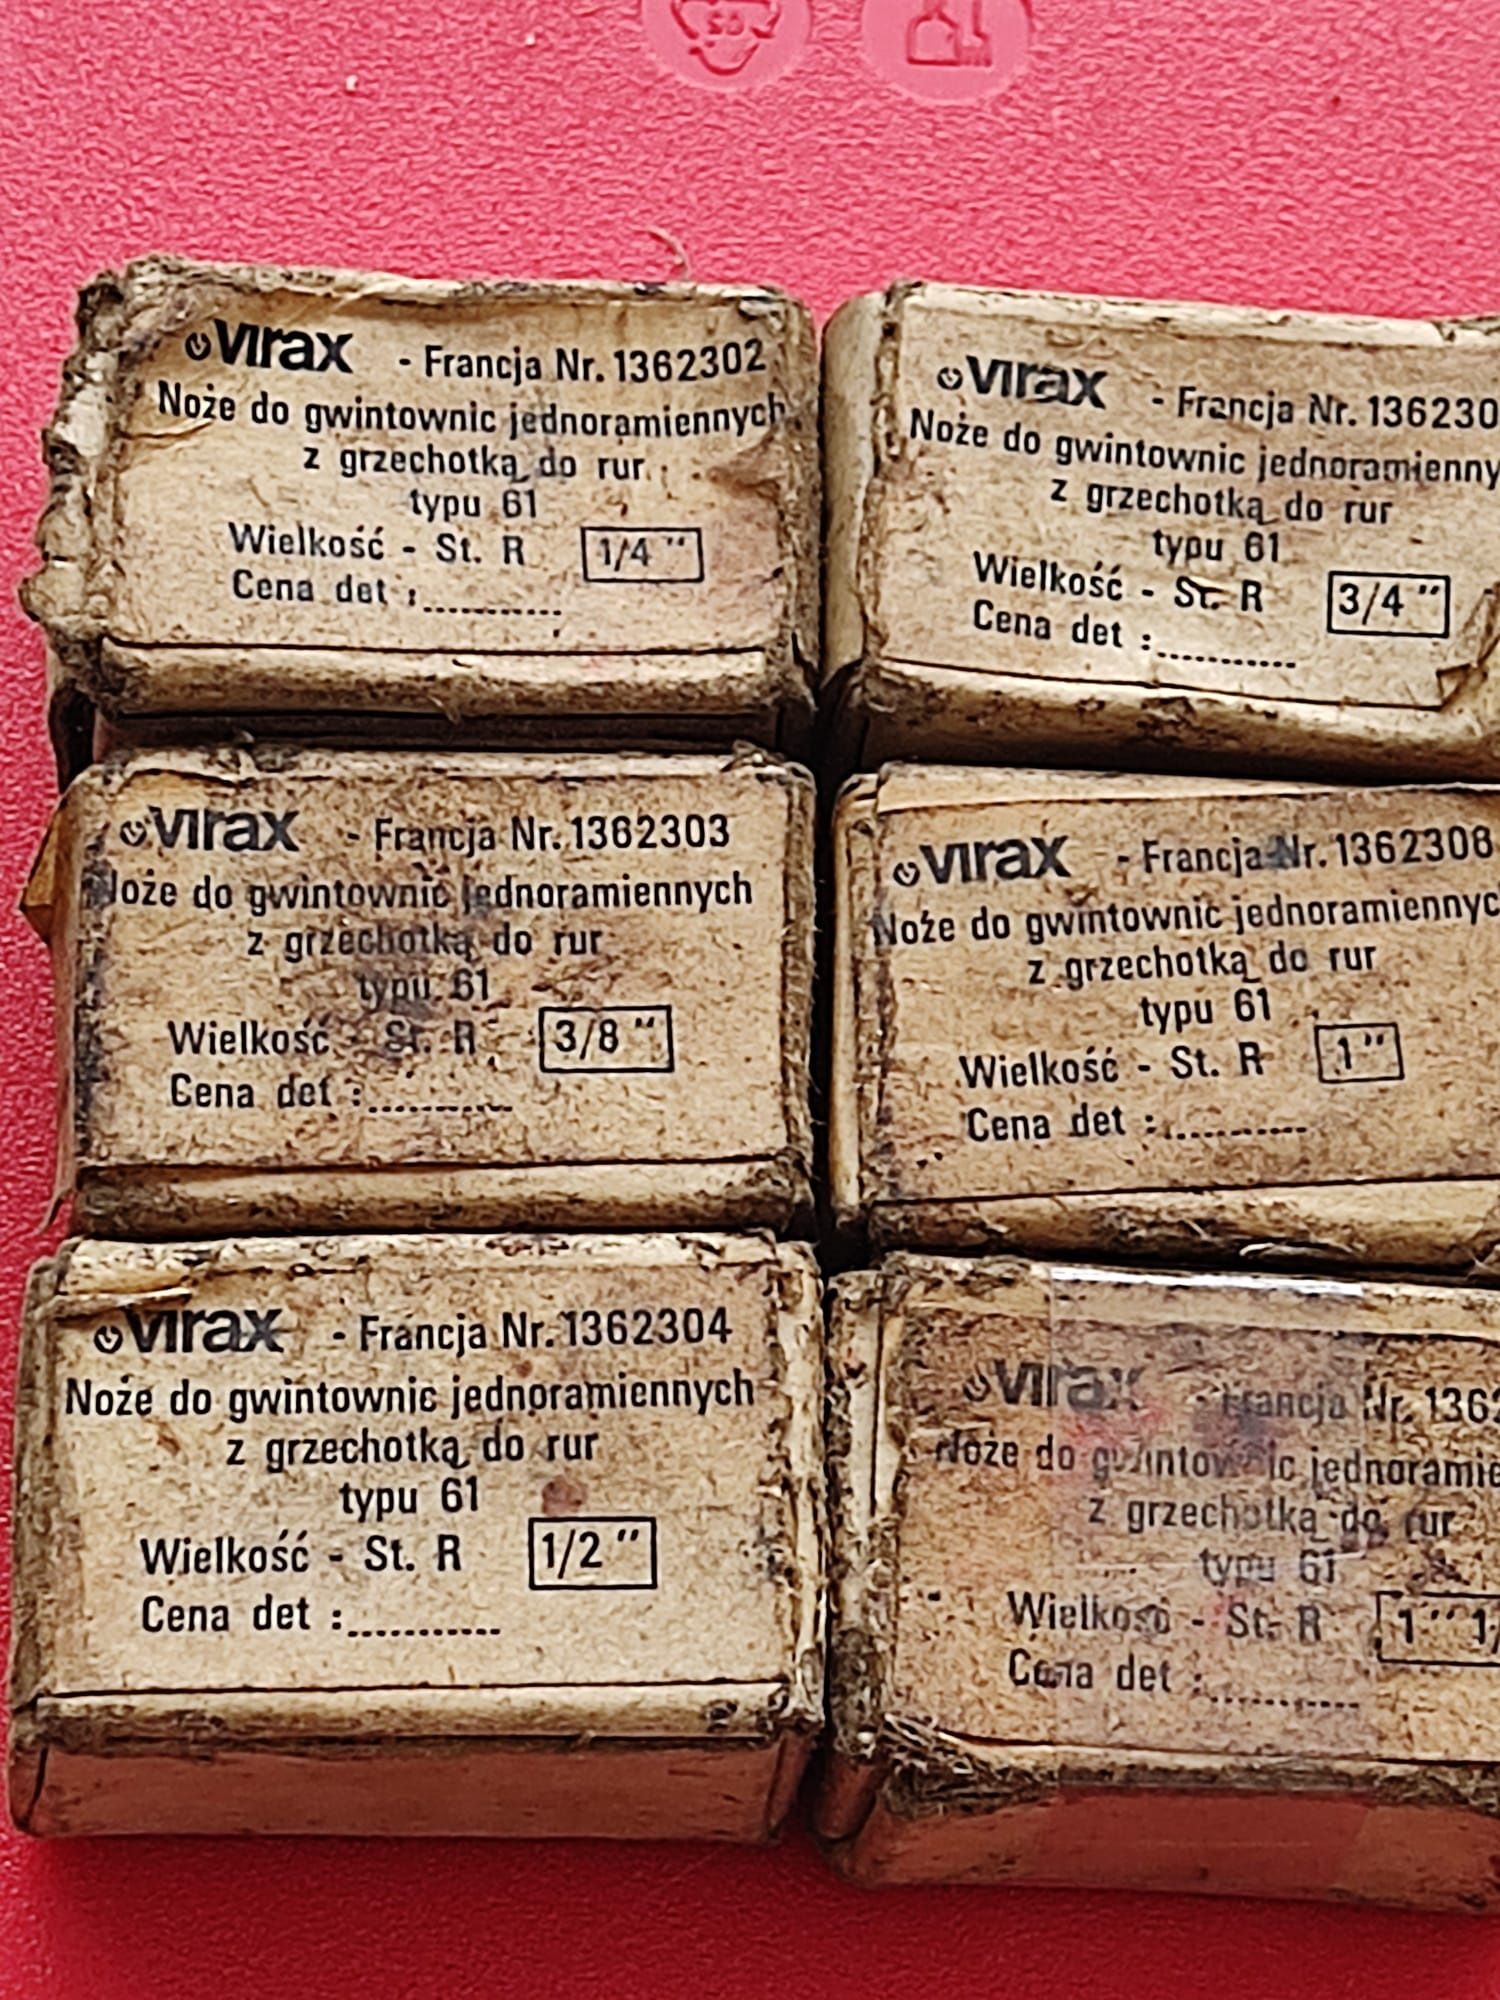 virax - Francja Nr. 1362302
Noże do gwintownic jednoramiennych
z grzechotką do rur
typu 61
Wielkość - St. R 1/4 "
Cena det :...........
virax - Francja Nr. 136230
Noże do gwintownic jednoramienny
z grzechotką do rur
typu 61
Wielkość - St. R 3/4 "
Cena det :...........
virax - Francja Nr. 1362303
Noże do gwintownic jednoramiennych
z grzechotką do rur
typu 61
Wielkość - St. R 3/8 "
Cena det :...........
virax - Francja Nr. 1362308
Noże do gwintownic jednoramiennyc
z grzechotką do rur
typu 61
Wielkość - St. R 1 "
Cena det :...........
virax - Francja Nr. 1362304
Noże do gwintownic jednoramiennych
z grzechotką do rur
typu 61
Wielkość - St. R 1/2 "
Cena det :...........
virax - Francja Nr. 1362
Noże do gwintownic jednoramie
z grzechotką do rur
typu 61
Wielkość - St. R 1 " 1/
Cena det :...........